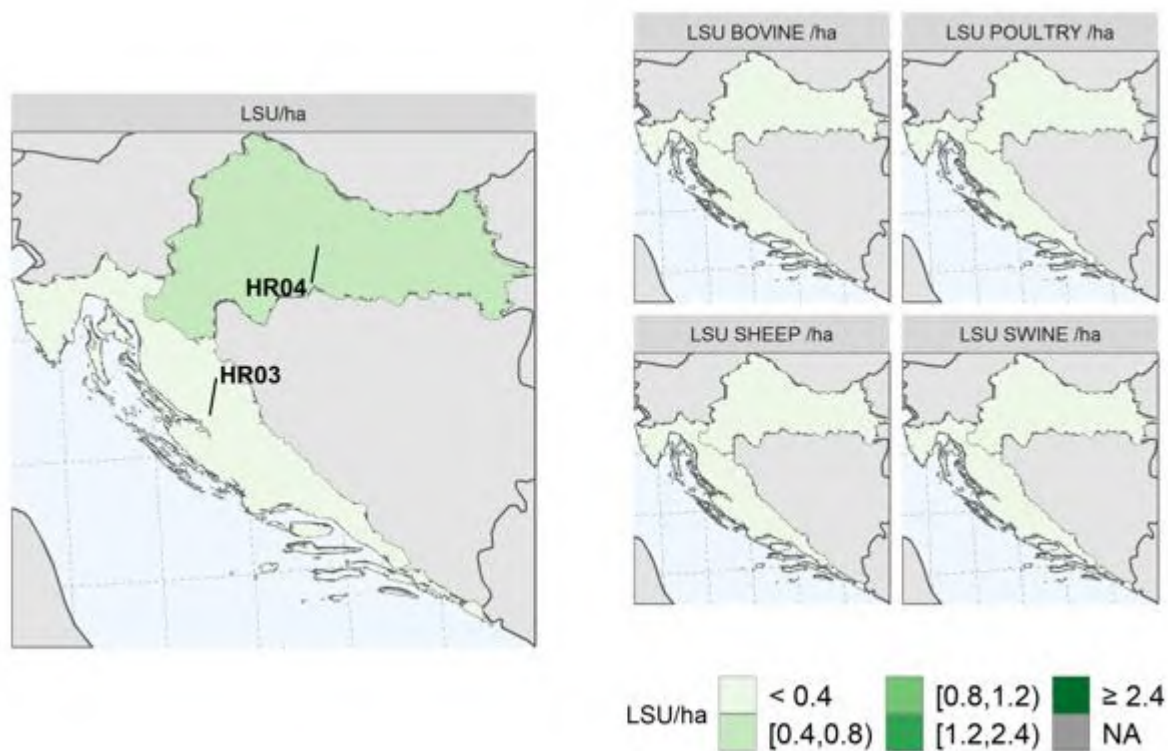 LSU/ha
HR04
HR03
LSU BOVINE /ha
LSU POULTRY /ha
LSU SHEEP /ha
LSU SWINE /ha
LSU/ha
< 0.4
[0.8,1.2)
≥ 2.4
[0.4,0.8)
[1.2,2.4)
NA